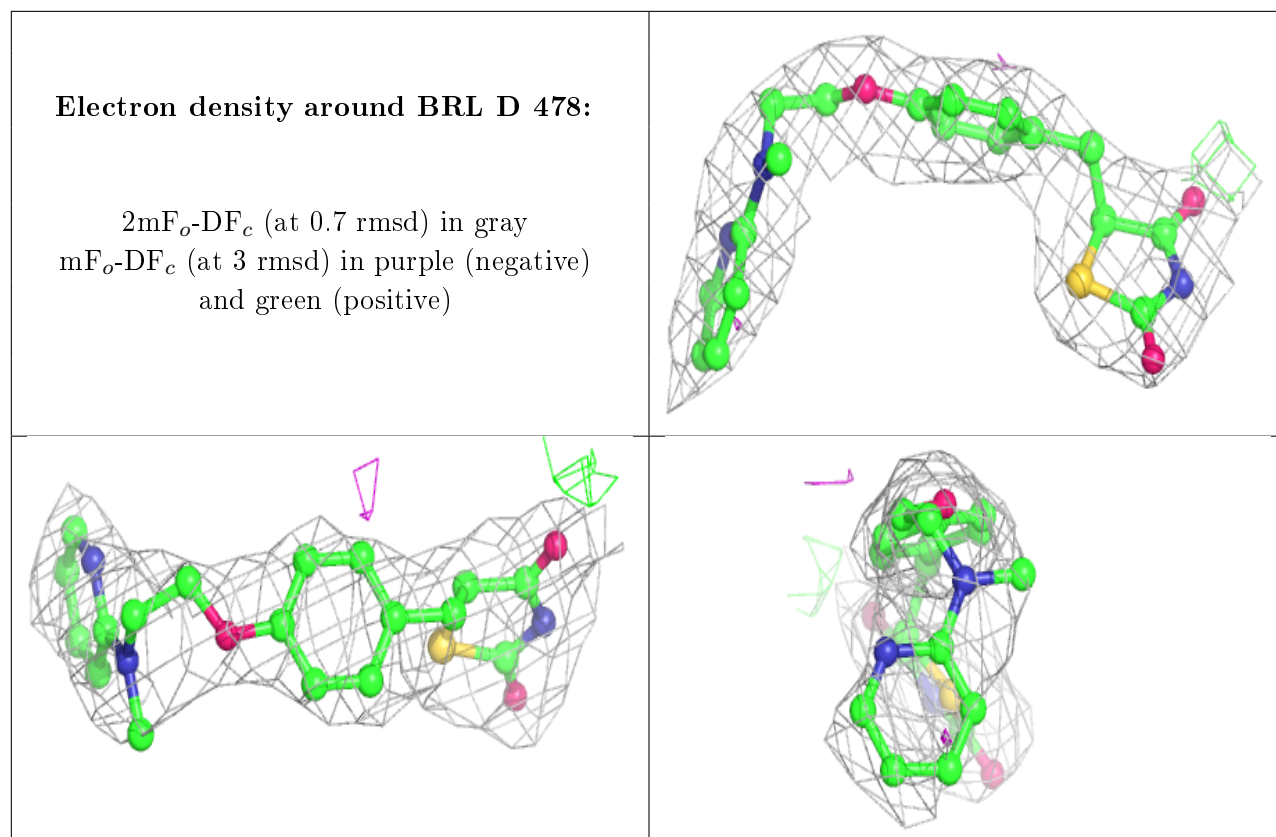 Electron density around BRL D 478:
2mFₒ-DF𝒸 (at 0.7 rmsd) in gray
mFₒ-DF𝒸 (at 3 rmsd) in purple (negative)
and green (positive)